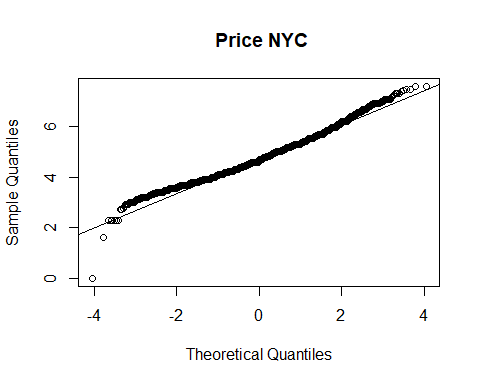 Price NYC
Sample Quantiles
6
4
2
0
-4 -2 0 2 4
Theoretical Quantiles